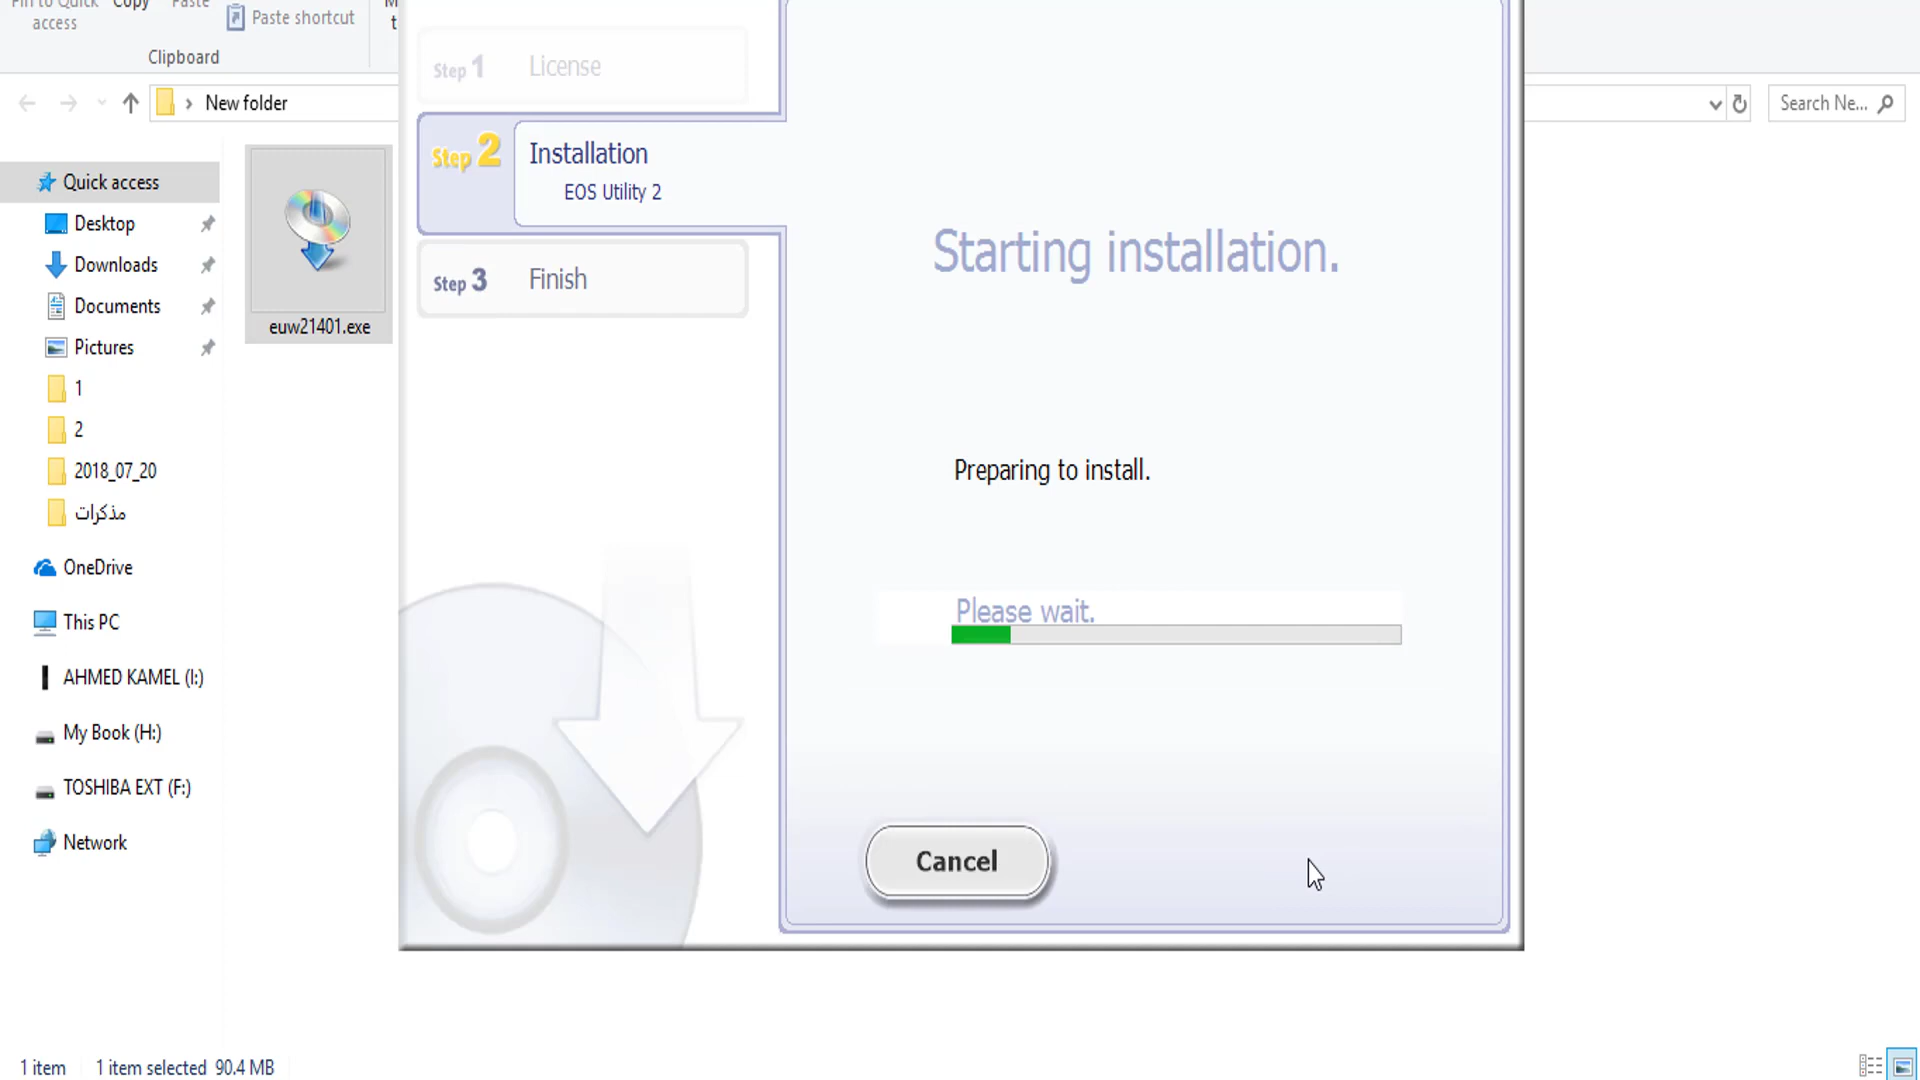 Pin to Quick
access
Copy
Paste
Paste shortcut
Clipboard
New folder
Search Ne...
Quick access
Desktop
Downloads
Documents
Pictures
1
2
2018_07_20
مذكرات
OneDrive
This PC
AHMED KAMEL (I:)
My Book (H:)
TOSHIBA EXT (F:)
Network
euw21401.exe
Step 1 License
Step 2 Installation
EOS Utility 2
Step 3 Finish
Starting installation.
Preparing to install.
Please wait.
Cancel
1 item 1 item selected 90.4 MB